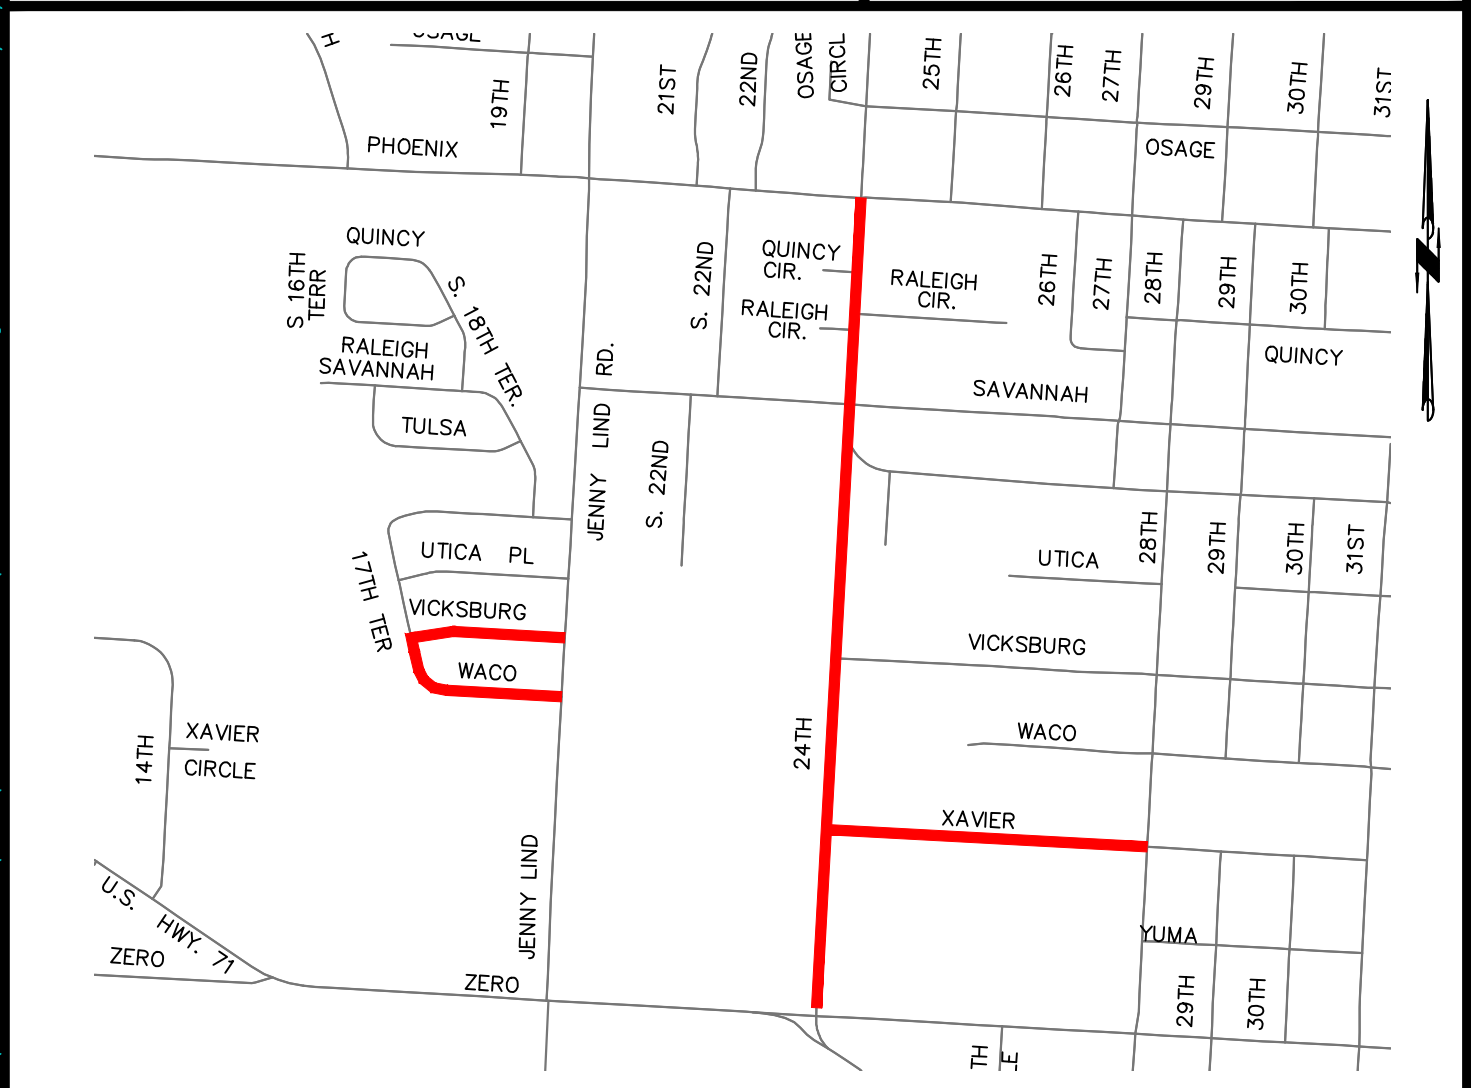 H
OSAGE
19TH
21ST
22ND
OSAGE
CIRCL
25TH
26TH
27TH
29TH
30TH
31ST
PHOENIX
OSAGE
QUINCY
S 16TH
TERR
S. 18TH TER.
S. 22ND
QUINCY
CIR.
RALEIGH
CIR.
RALEIGH
CIR.
26TH
27TH
28TH
29TH
30TH
RALEIGH
SAVANNAH
RD.
QUINCY
SAVANNAH
TULSA
JENNY LIND
S. 22ND
UTICA PL
17TH TER
UTICA
28TH
29TH
30TH
31ST
VICKSBURG
VICKSBURG
WACO
24TH
WACO
14TH
XAVIER
CIRCLE
XAVIER
JENNY LIND
U.S. HWY. 71
ZERO
ZERO
YUMA
29TH
30TH
TH
LE